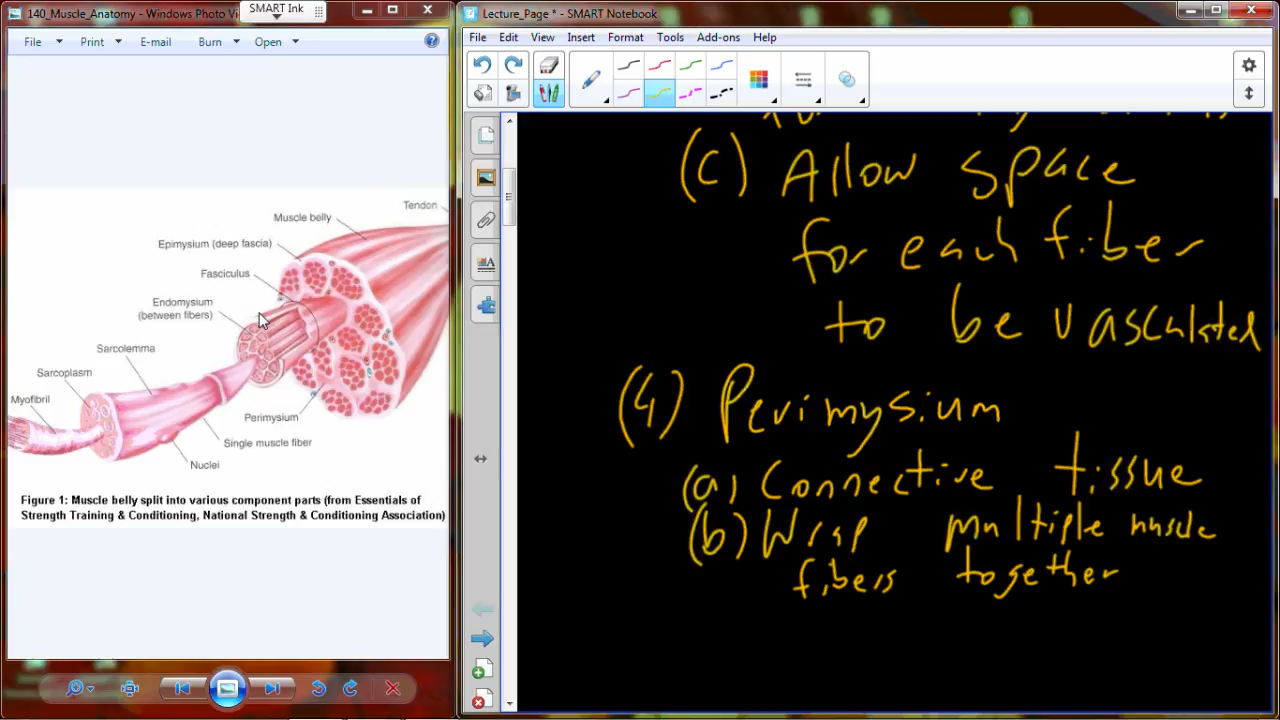 140_Muscle_Anatomy - Windows Photo Vi
SMART Ink
File Print E-mail Burn Open
Tendon
Muscle belly
Epimysium (deep fascia)
Fasciculus
Endomysium
(between fibers)
Sarcolemma
Sarcoplasm
Myofibril
Perimysium
Single muscle fiber
Nuclei
Figure 1: Muscle belly split into various component parts (from Essentials of
Strength Training & Conditioning, National Strength & Conditioning Association)
Lecture_Page * - SMART Notebook
File Edit View Insert Format Tools Add-ons Help
(C) Allow space
for each fiber
to be vasculated
(4) Perimysium
(a) Connective tissue
(b) Wrap multiple muscle
fibers together